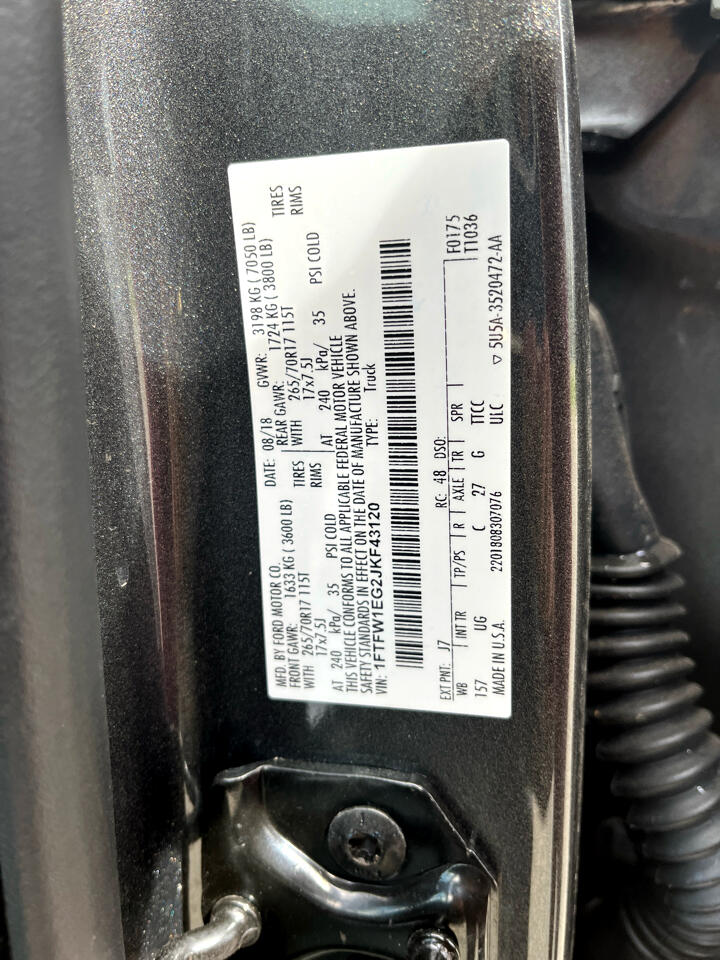 MFD. BY FORD MOTOR CO.
DATE: 08/18 GVWR: 3198 KG ( 7050 LB)
FRONT GAWR: 1633 KG ( 3600 LB) REAR GAWR: 1724 KG ( 3800 LB)
WITH 265/70R17 115T TIRES WITH 265/70R17 115T TIRES
17x7.5J RIMS 17x7.5J RIMS
AT 240 kPa/ 35 PSI COLD AT 240 kPa/ 35 PSI COLD
THIS VEHICLE CONFORMS TO ALL APPLICABLE FEDERAL MOTOR VEHICLE
SAFETY STANDARDS IN EFFECT ON THE DATE OF MANUFACTURE SHOWN ABOVE.
VIN: 1FTFW1EG2JKF43120 TYPE: Truck
F0175
EXT PNT: J7 RC: 48 DSO: T1036
WB INT TR TP/PS R AXLE TR SPR
157 UG C 27 G TTCC
MADE IN U.S.A. 2201808307076 ULC ▽ 5U5A-3520472-AA